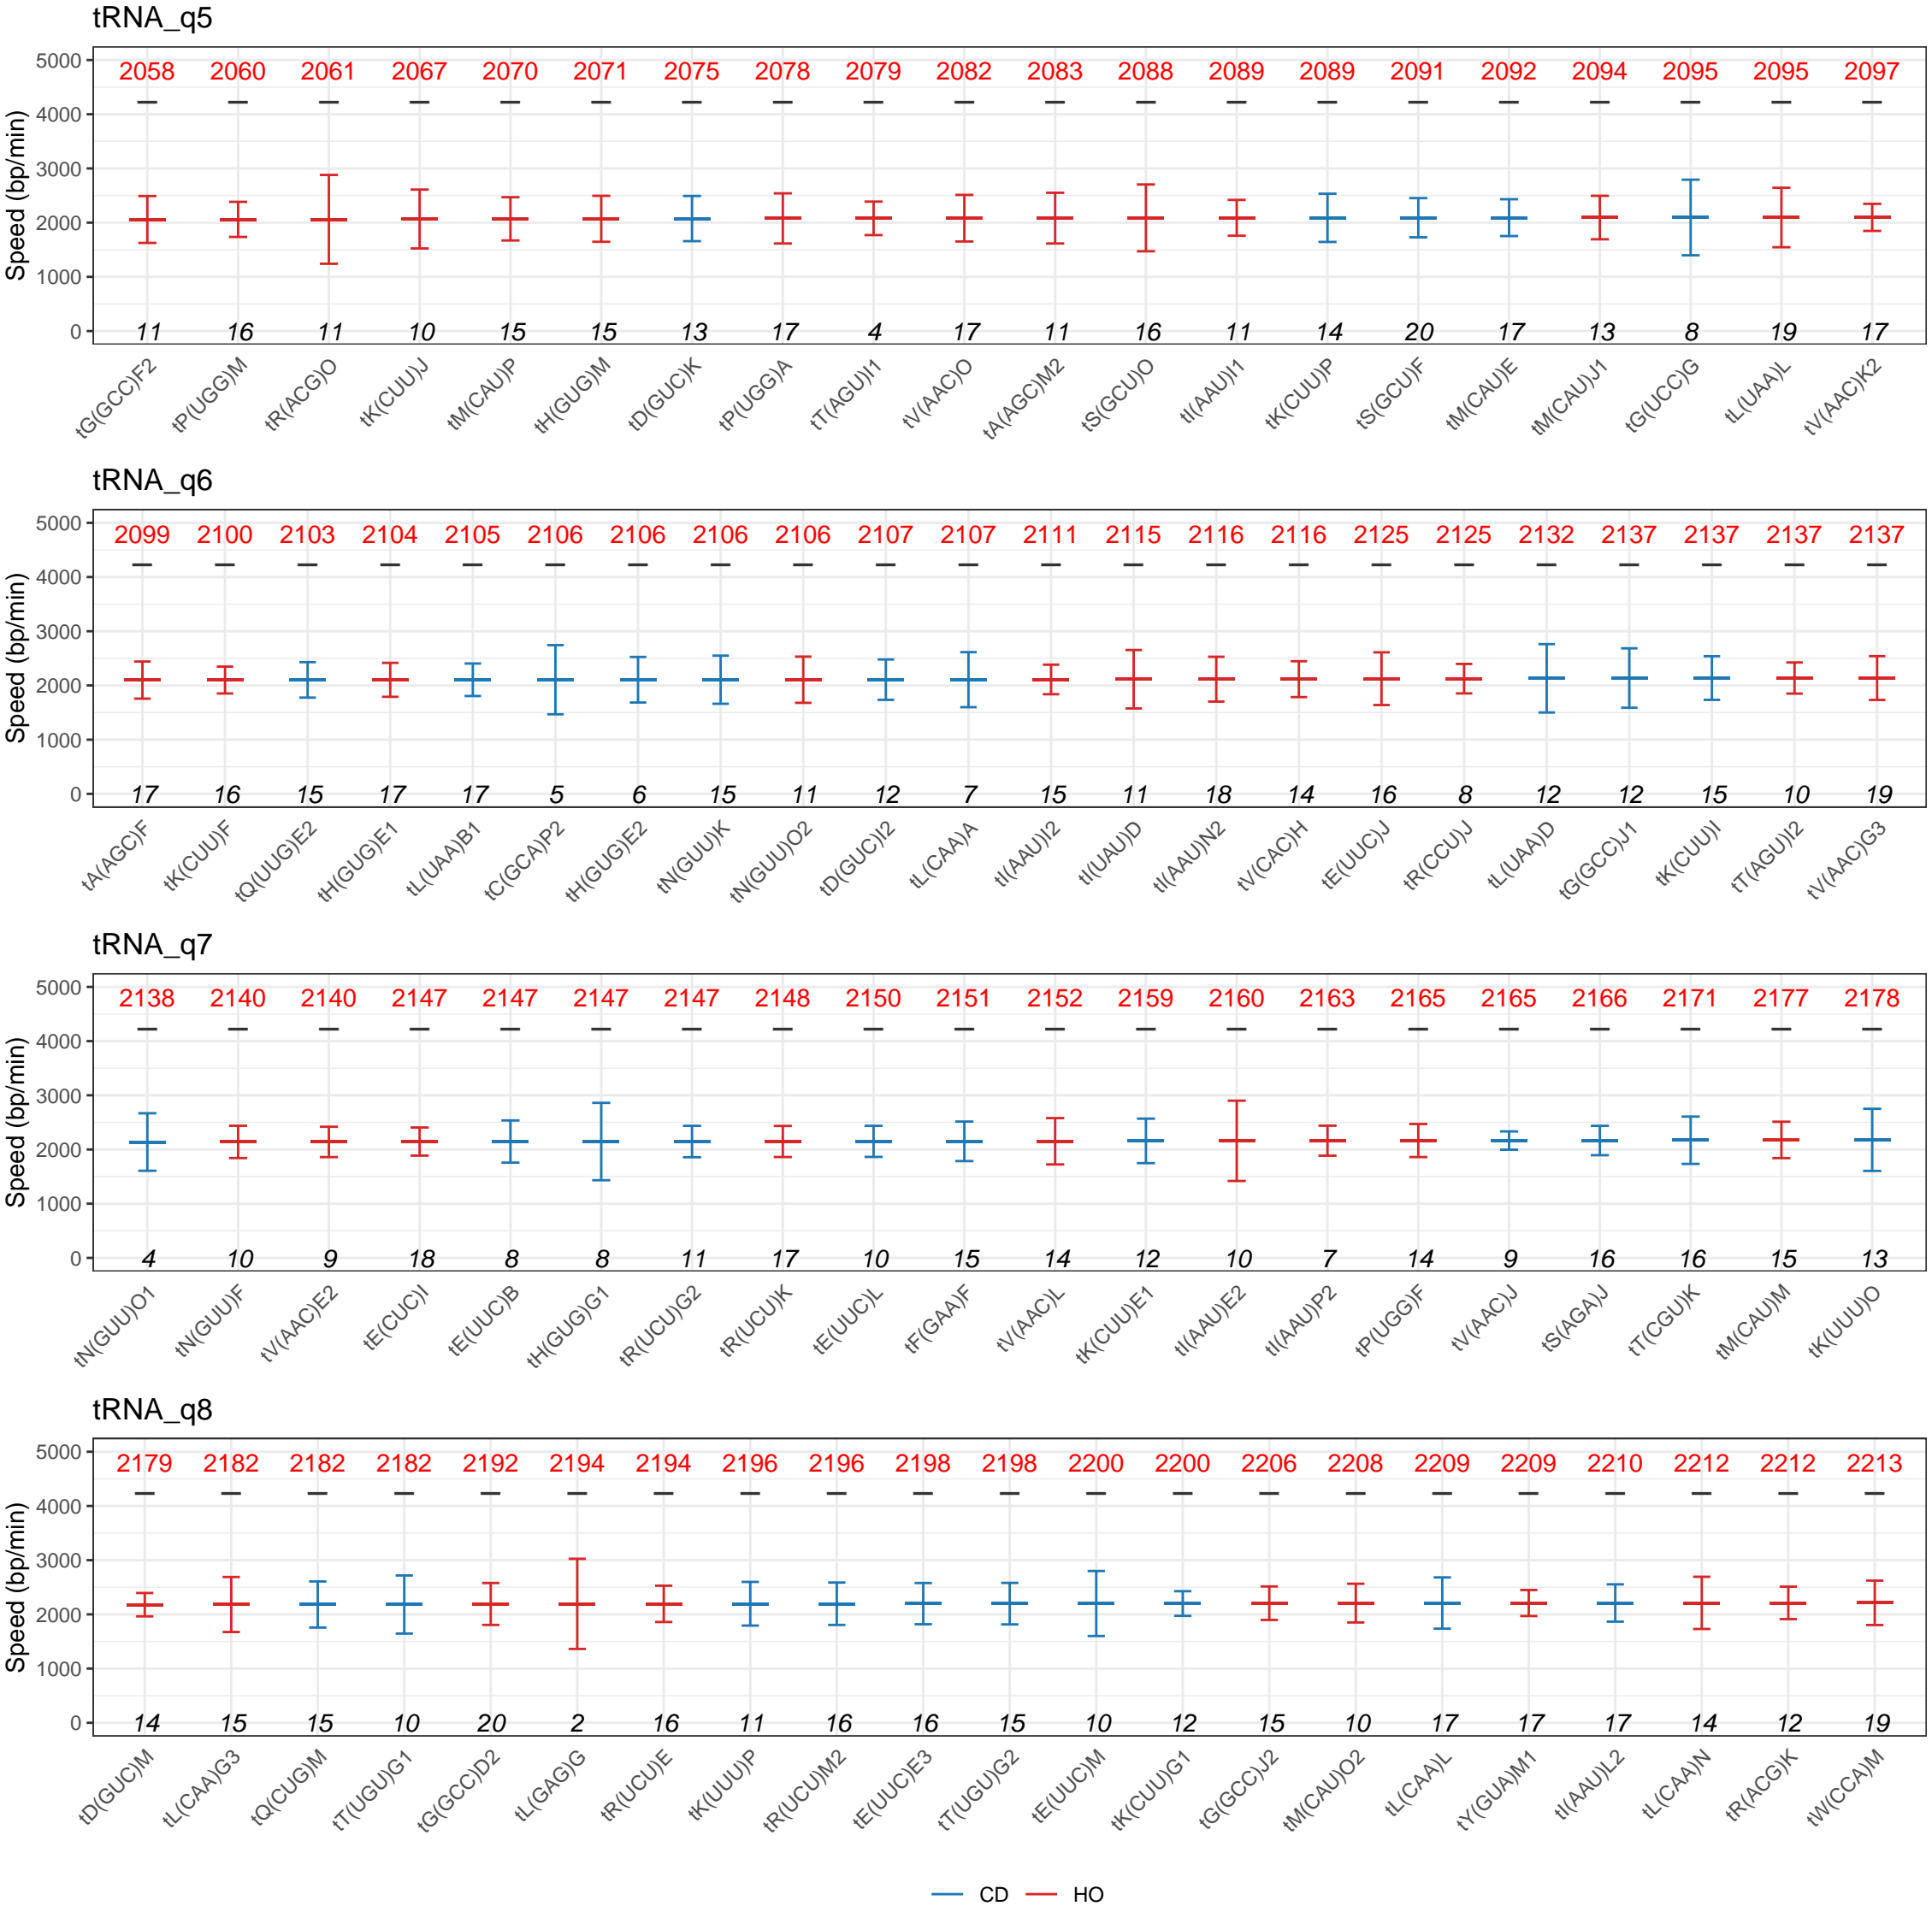 tRNA_q5
Speed (bp/min)
5000
4000
3000
2000
1000
0
2058 2060 2061 2067 2070 2071 2075 2078 2079 2082 2083 2088 2089 2089 2091 2092 2094 2095 2095 2097
11 16 11 10 15 15 13 17 4 17 11 16 11 14 20 17 13 8 19 17
tG(GCC)F2 tP(UGG)M tR(ACG)O tK(CUU)J tM(CAU)P tH(GUG)M tD(GUC)K tP(UGG)A tT(AGU)I1 tV(AAC)O tA(AGC)M2 tS(GCU)O tI(AAU)I1 tK(CUU)P tS(GCU)F tM(CAU)E tM(CAU)J1 tG(UCC)G tL(UAA)L tV(AAC)K2
tRNA_q6
Speed (bp/min)
5000
4000
3000
2000
1000
0
2099 2100 2103 2104 2105 2106 2106 2106 2106 2107 2107 2111 2115 2116 2116 2125 2125 2132 2137 2137 2137 2137
17 16 15 17 17 5 6 15 11 12 7 15 11 18 14 16 8 12 12 15 10 19
tA(AGC)F tK(CUU)F tQ(UUG)E2 tH(GUG)E1 tL(UAA)B1 tC(GCA)P2 tH(GUG)E2 tN(GUU)K tN(GUU)O2 tD(GUC)I2 tL(CAA)A tI(AAU)I2 tI(UAU)D tI(AAU)N2 tV(CAC)H tE(UUC)J tR(CCU)J tL(UAA)D tG(GCC)J1 tK(CUU)I tT(AGU)I2 tV(AAC)G3
tRNA_q7
Speed (bp/min)
5000
4000
3000
2000
1000
0
2138 2140 2140 2147 2147 2147 2147 2148 2150 2151 2152 2159 2160 2163 2165 2165 2166 2171 2177 2178
4 10 9 18 8 8 11 17 10 15 14 12 10 7 14 9 16 16 15 13
tN(GUU)O1 tN(GUU)F tV(AAC)E2 tE(CUC)I tE(UUC)B tH(GUG)G1 tR(UCU)G2 tR(UCU)K tE(UUC)L tF(GAA)F tV(AAC)L tK(CUU)E1 tI(AAU)E2 tI(AAU)P2 tP(UGG)F tV(AAC)J tS(AGA)J tT(CGU)K tM(CAU)M tK(UUU)O
tRNA_q8
Speed (bp/min)
5000
4000
3000
2000
1000
0
2179 2182 2182 2182 2192 2194 2194 2196 2196 2198 2198 2200 2200 2206 2208 2209 2209 2210 2212 2212 2213
14 15 15 10 20 2 16 11 16 16 15 10 12 15 10 17 17 17 14 12 19
tD(GUC)M tL(CAA)G3 tQ(CUG)M tT(UGU)G1 tG(GCC)D2 tL(GAG)G tR(UCU)E tK(UUU)P tR(UCU)M2 tE(UUC)E3 tT(UGU)G2 tE(UUC)M tK(CUU)G1 tG(GCC)J2 tM(CAU)O2 tL(CAA)L tY(GUA)M1 tI(AAU)L2 tL(CAA)N tR(ACG)K tW(CCA)M
CD HO